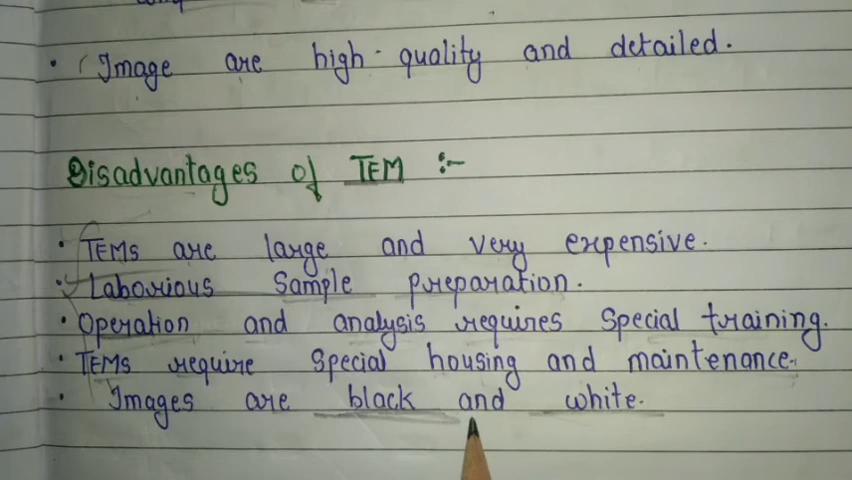 • Image are high quality and detailed.
Disadvantages of TEM :-
• TEMs are large and very expensive.
• Laborious Sample preparation.
• Operation and analysis requires special training.
• TEMs require special housing and maintenance.
• Images are black and white.